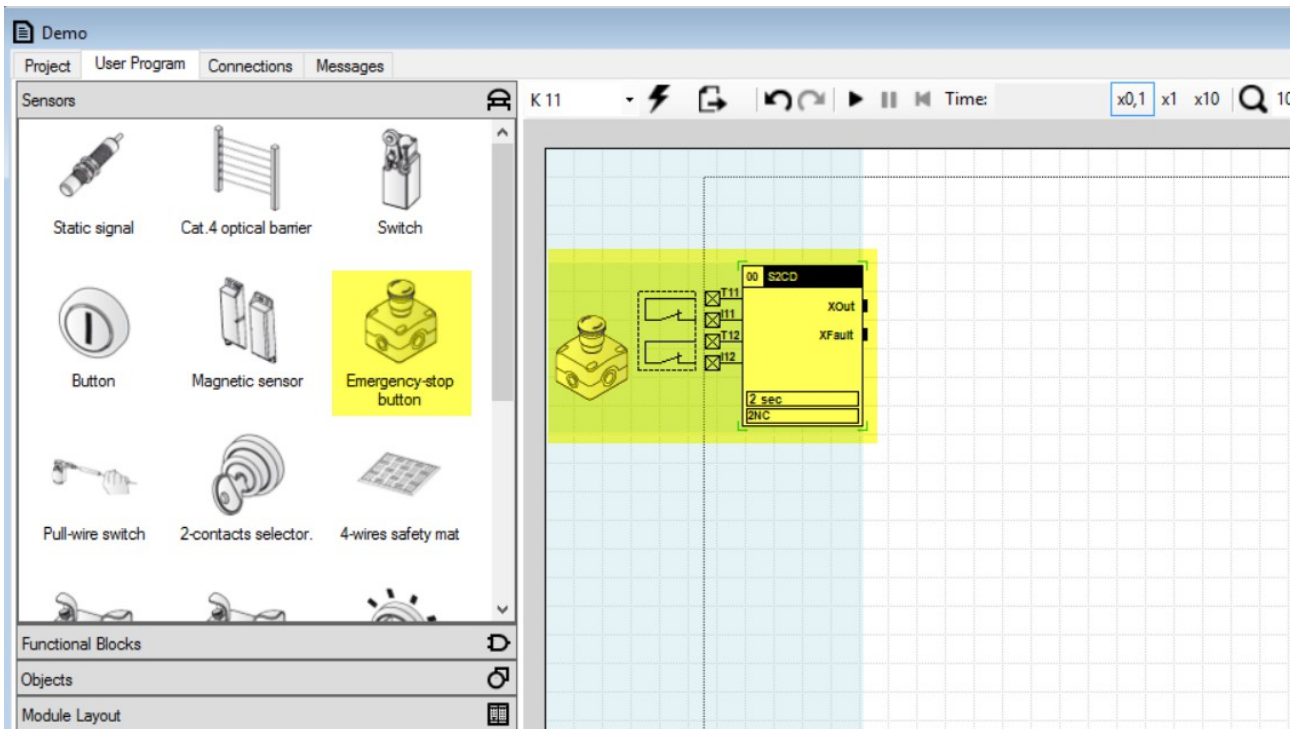 Demo
Project User Program Connections Messages
Sensors
K 11 Time: x0,1 x1 x10 10
Static signal Cat.4 optical barrier Switch
00 S2CD
T11
XOut
I11
T12
XFault
I12
2 sec
2NC
Button Magnetic sensor Emergency-stop
button
Pull-wire switch 2-contacts selector. 4-wires safety mat
Functional Blocks
Objects
Module Layout